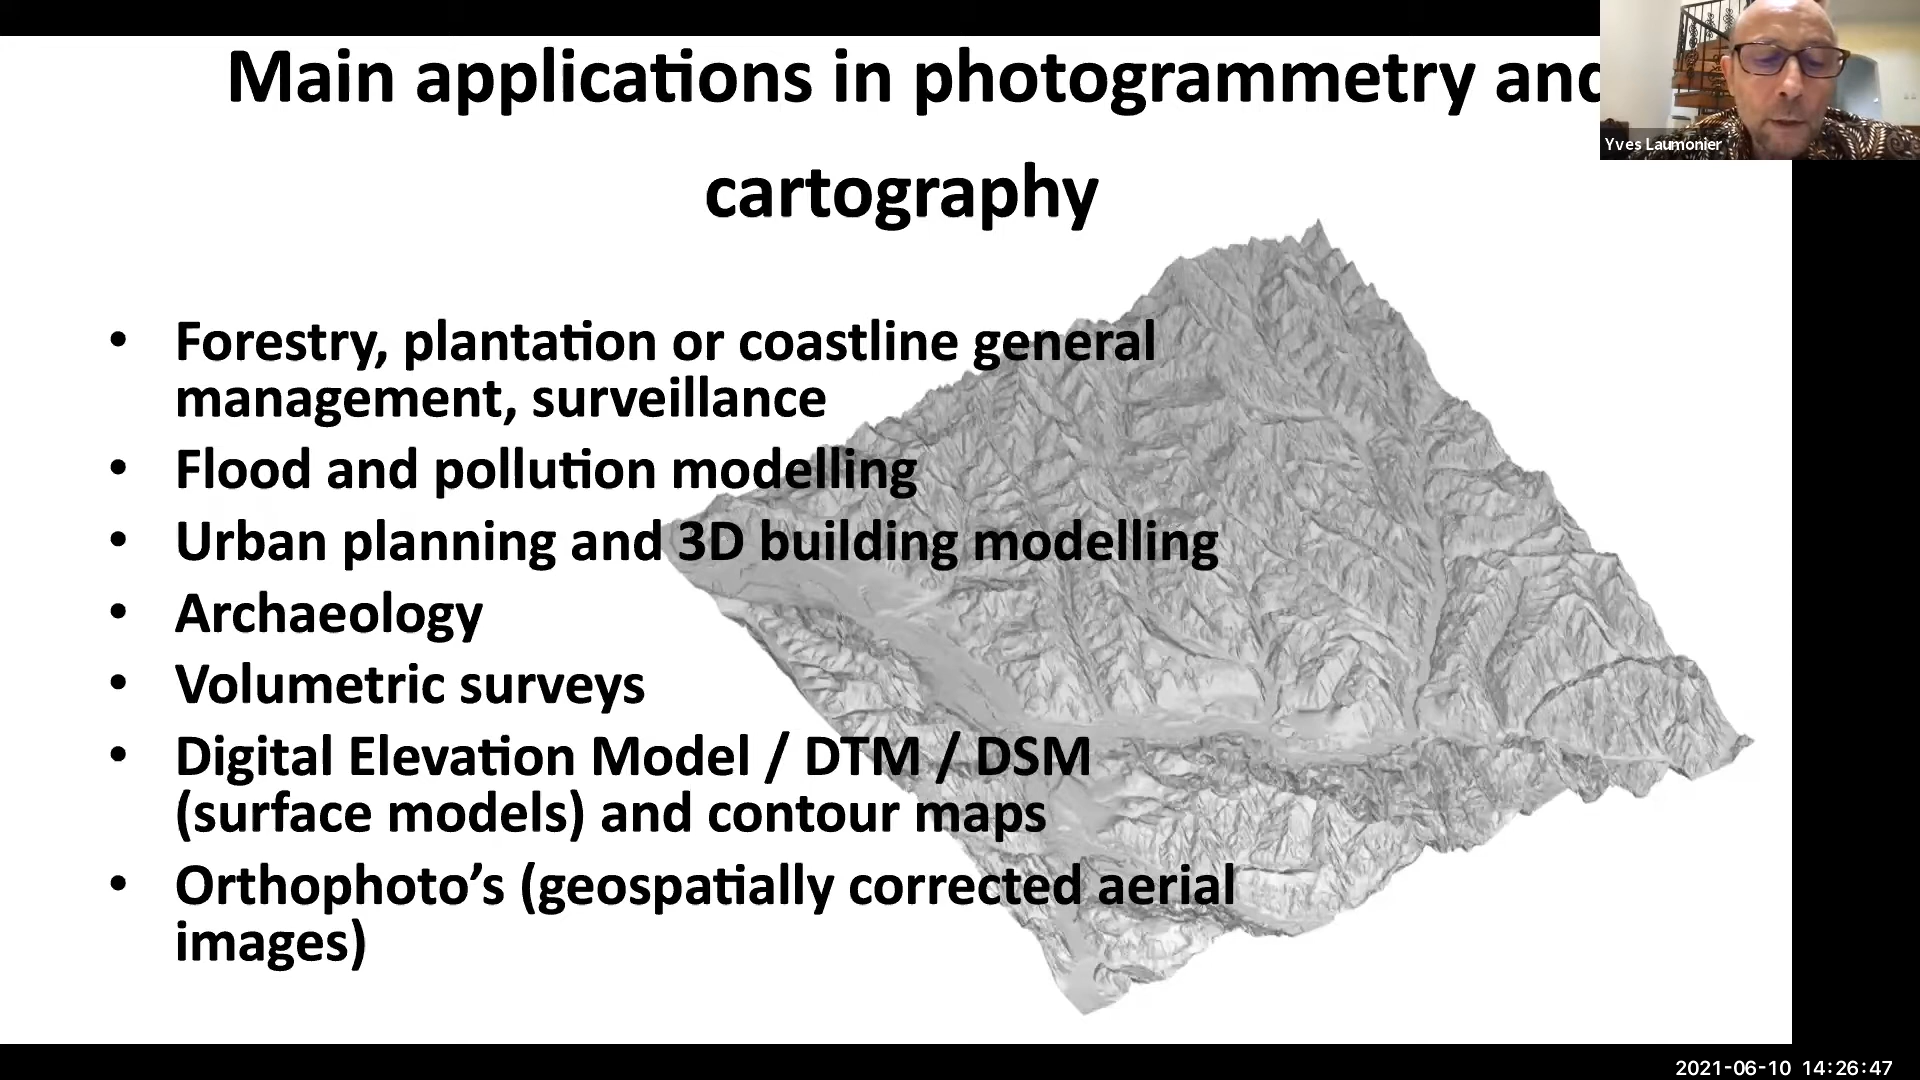 Main applications in photogrammetry and
cartography
Yves Laumonier
• Forestry, plantation or coastline general
management, surveillance
• Flood and pollution modelling
• Urban planning and 3D building modelling
• Archaeology
• Volumetric surveys
• Digital Elevation Model / DTM / DSM
(surface models) and contour maps
• Orthophoto’s (geospatially corrected aerial
images)
2021-06-10 14:26:47